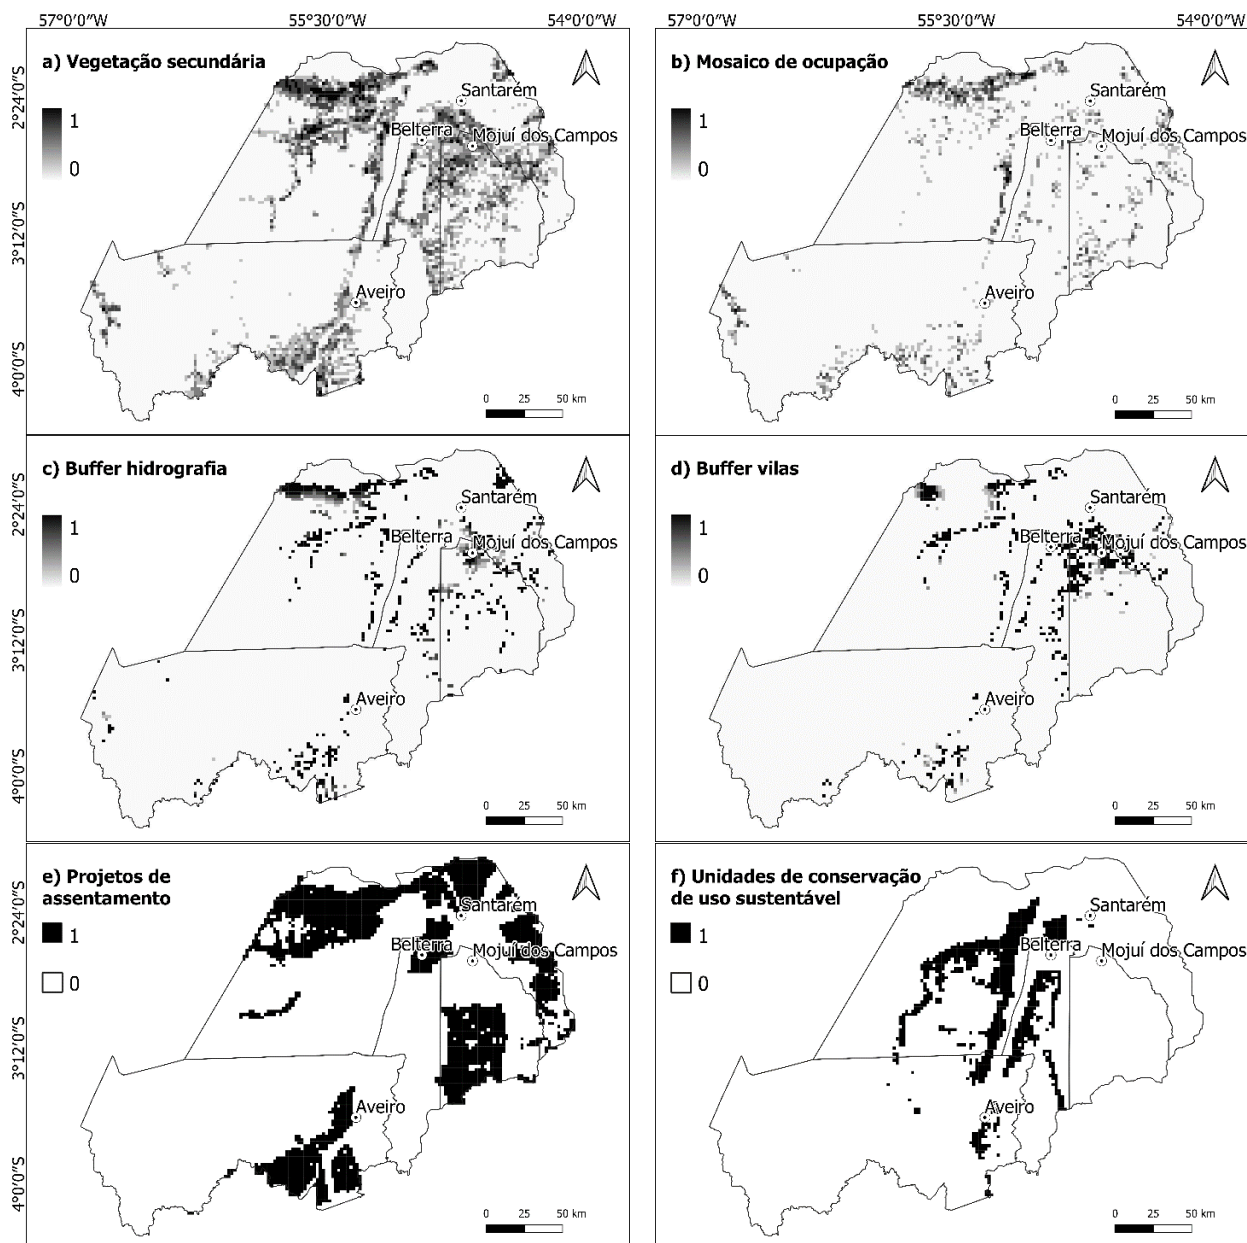 57°0'0"W 55°30'0"W 54°0'0"W 57°0'0"W 55°30'0"W 54°0'0"W
a) Vegetação secundária
2°24'0"S
3°12'0"S
4°0'0"S
1
0
Santarém
Belterra
Mojuí dos Campos
Aveiro
0 25 50 km
b) Mosaico de ocupação
1
0
Santarém
Belterra
Mojuí dos Campos
Aveiro
0 25 50 km
c) Buffer hidrografia
2°24'0"S
3°12'0"S
4°0'0"S
1
0
Santarém
Belterra
Mojuí dos Campos
Aveiro
0 25 50 km
d) Buffer vilas
1
0
Santarém
Belterra
Mojuí dos Campos
Aveiro
0 25 50 km
e) Projetos de
assentamento
2°24'0"S
3°12'0"S
4°0'0"S
1
0
Santarém
Belterra
Mojuí dos Campos
Aveiro
0 25 50 km
f) Unidades de conservação
de uso sustentável
1
0
Santarém
Belterra
Mojuí dos Campos
Aveiro
0 25 50 km